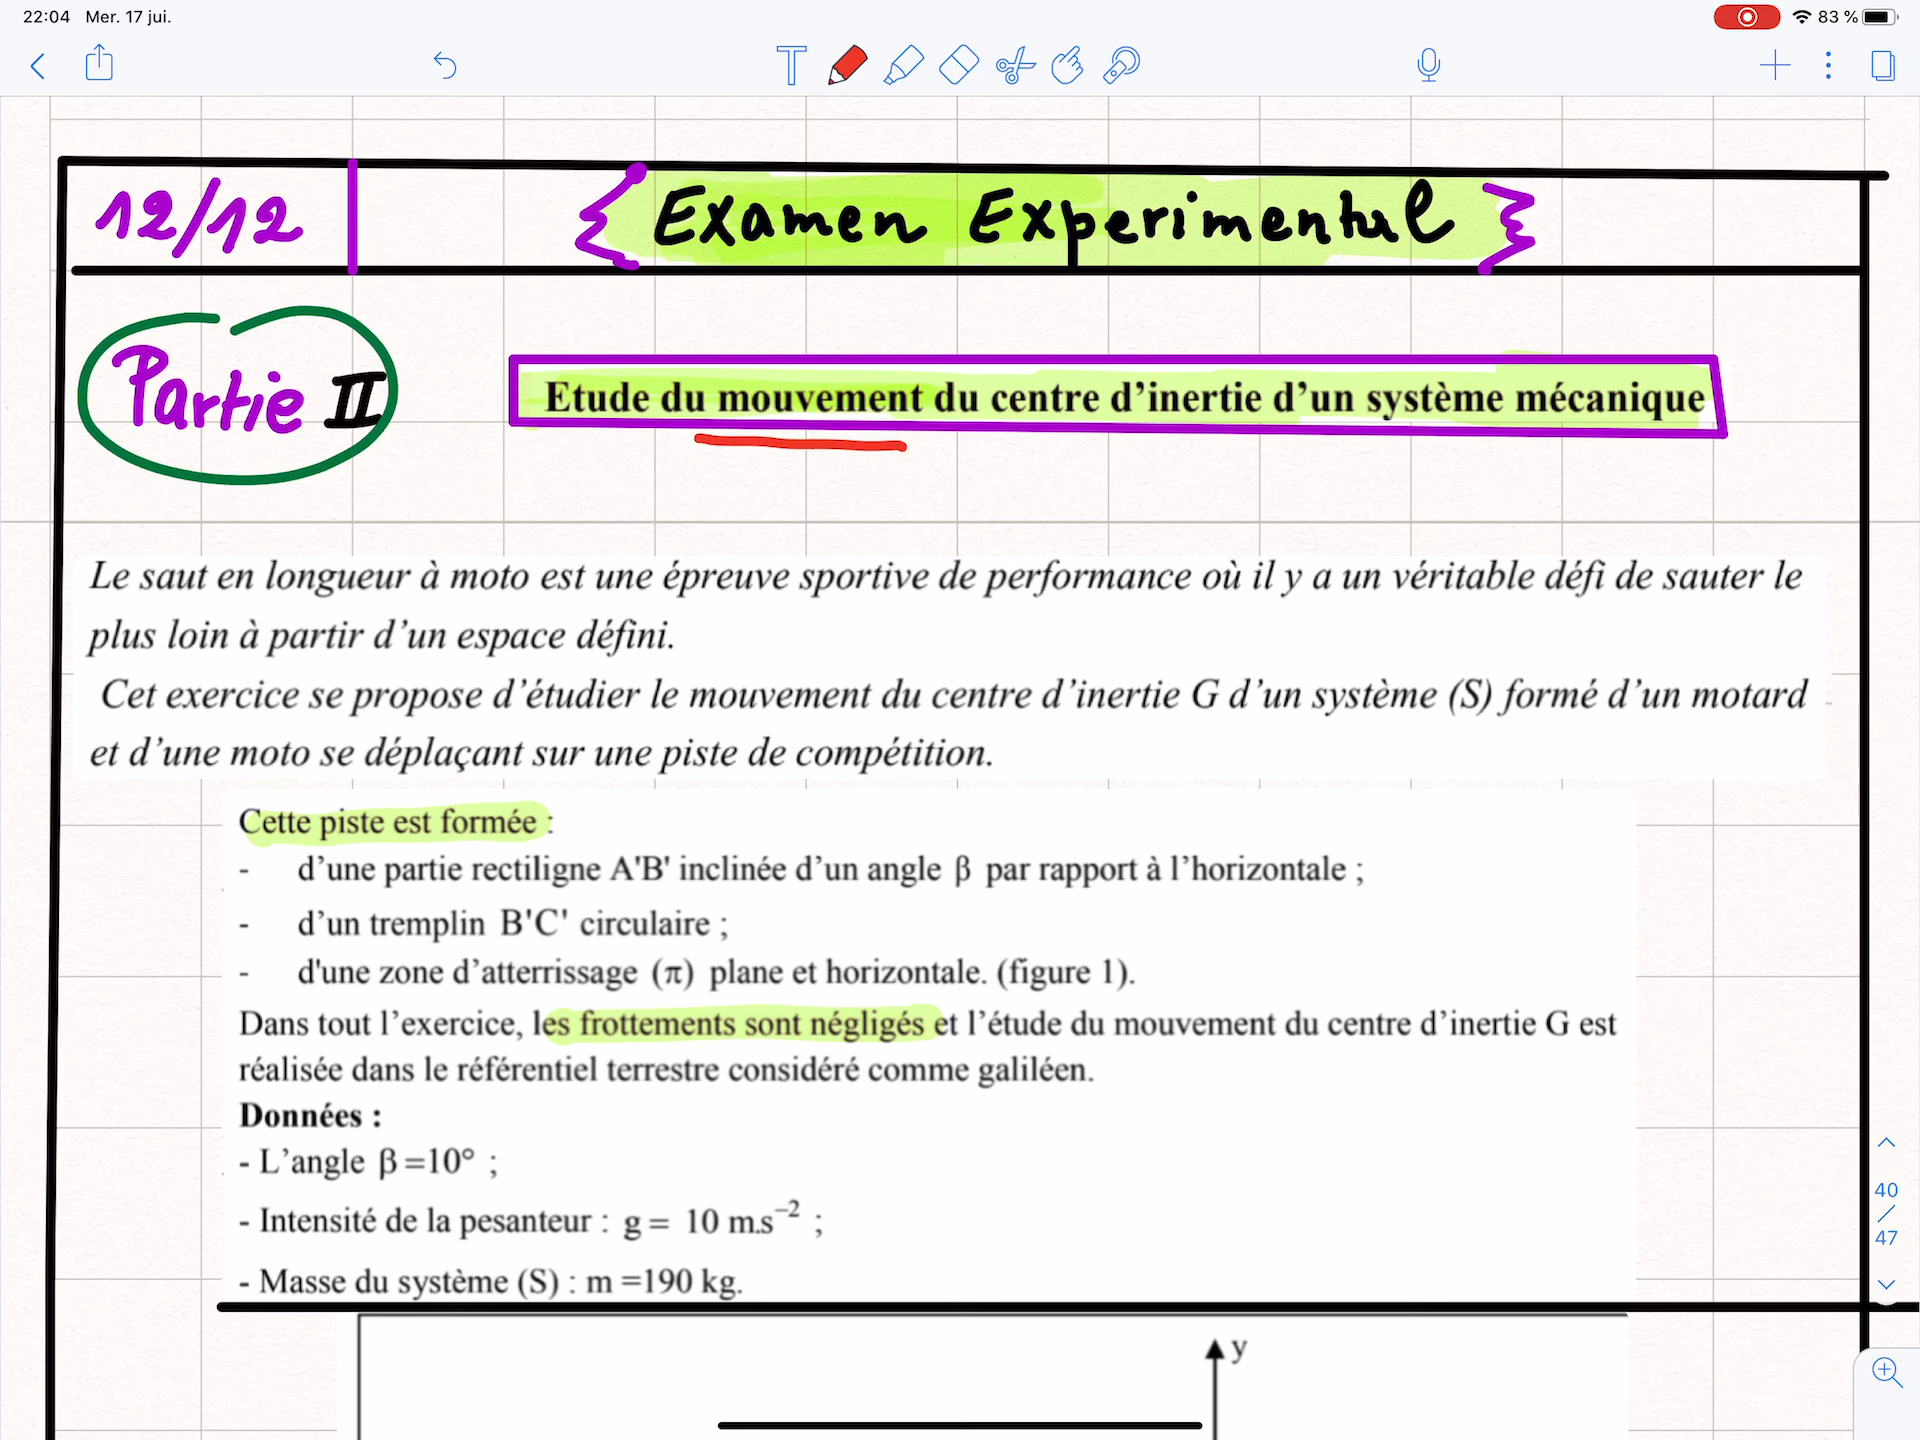 22:04 Mer. 17 jui.
83 %
12/12
Examen Experimental
Partie II
Etude du mouvement du centre d'inertie d'un système mécanique
Le saut en longueur à moto est une épreuve sportive de performance où il y a un véritable défi de sauter le
plus loin à partir d'un espace défini.
Cet exercice se propose d'étudier le mouvement du centre d'inertie G d'un système (S) formé d'un motard
et d'une moto se déplaçant sur une piste de compétition.
Cette piste est formée :
- d'une partie rectiligne A'B' inclinée d'un angle β par rapport à l'horizontale ;
- d'un tremplin B'C' circulaire ;
- d'une zone d'atterrissage (π) plane et horizontale. (figure 1).
Dans tout l'exercice, les frottements sont négligés et l'étude du mouvement du centre d'inertie G est
réalisée dans le référentiel terrestre considéré comme galiléen.
Données :
- L'angle β=10° ;
- Intensité de la pesanteur : g = 10 m.s⁻² ;
- Masse du système (S) : m =190 kg.
40
/
47
y